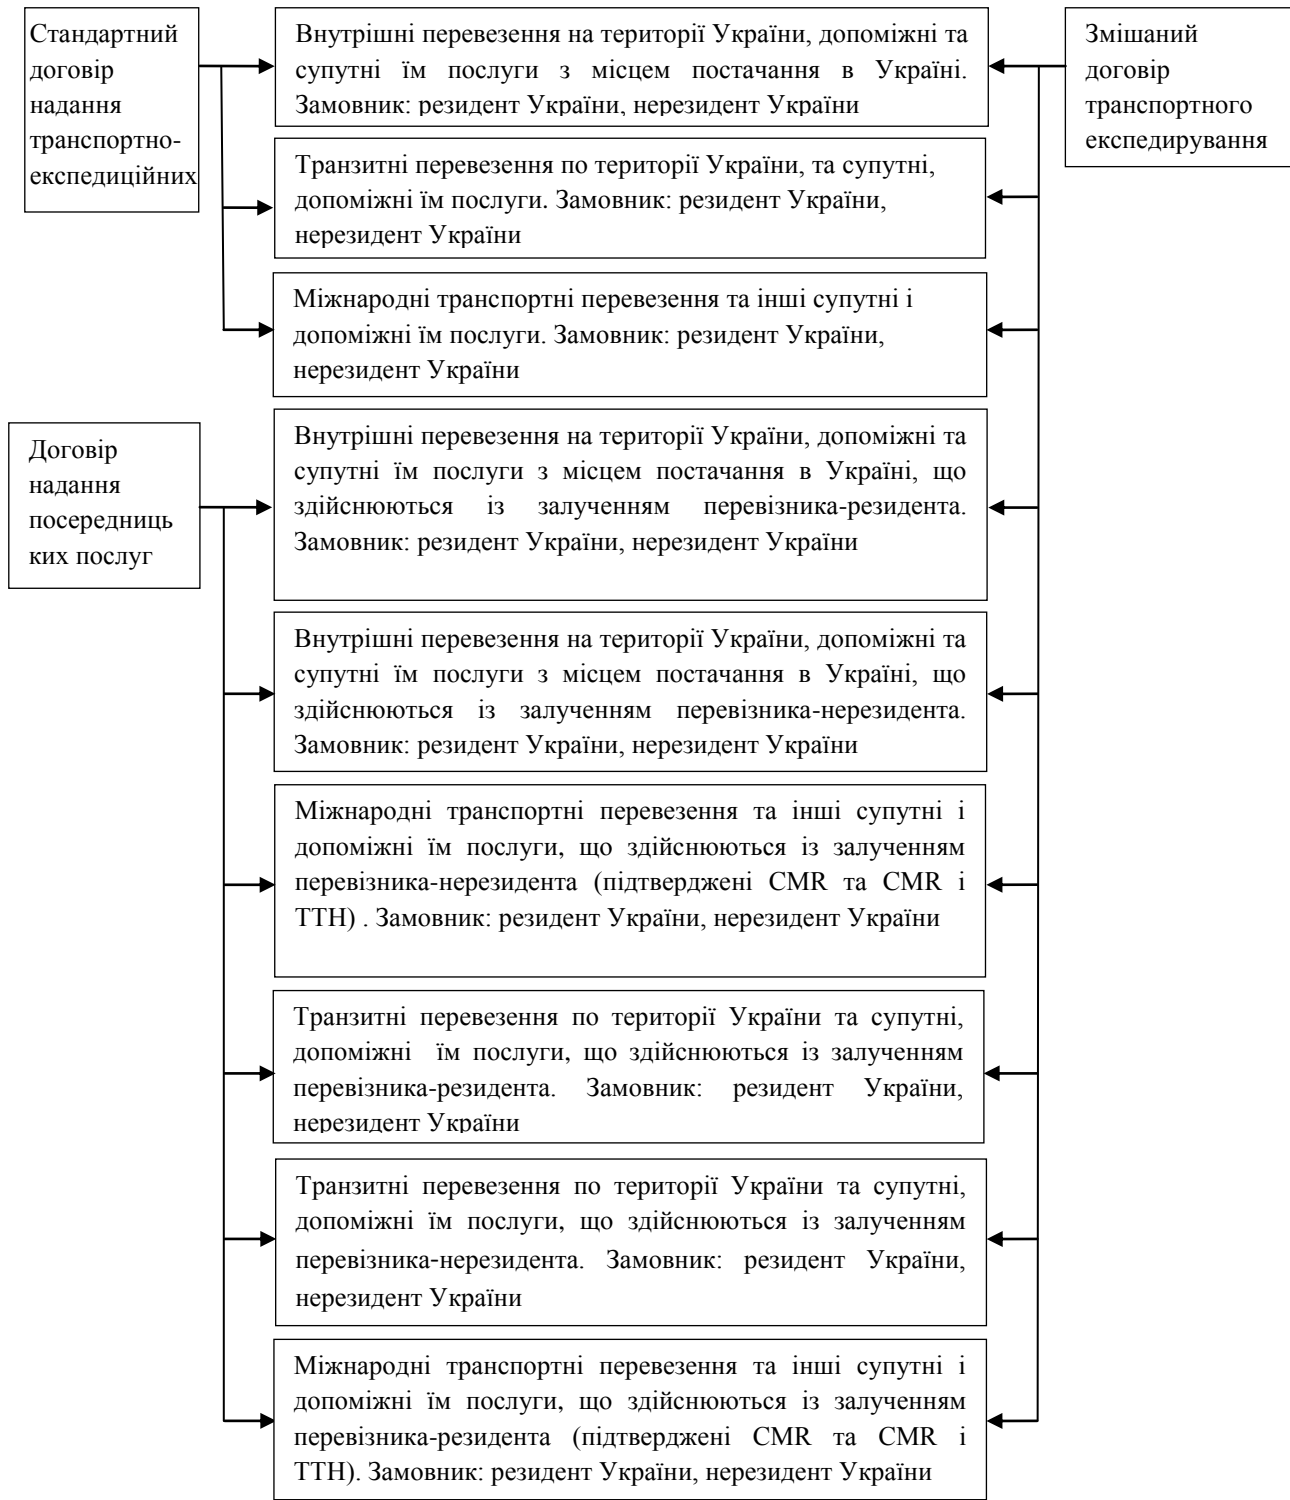 Стандартний
договір
надання
транспортно-
експедиційних
Внутрішні перевезення на території України, допоміжні та
супутні їм послуги з місцем постачання в Україні.
Замовник: резидент України, нерезидент України
Змішаний
договір
транспортного
експедирування
Транзитні перевезення по території України, та супутні,
допоміжні їм послуги. Замовник: резидент України,
нерезидент України
Міжнародні транспортні перевезення та інші супутні і
допоміжні їм послуги. Замовник: резидент України,
нерезидент України
Договір
надання
посередниць
ких послуг
Внутрішні перевезення на території України, допоміжні та
супутні їм послуги з місцем постачання в Україні, що
здійснюються із залученням перевізника-резидента.
Замовник: резидент України, нерезидент України
Внутрішні перевезення на території України, допоміжні та
супутні їм послуги з місцем постачання в Україні, що
здійснюються із залученням перевізника-нерезидента.
Замовник: резидент України, нерезидент України
Міжнародні транспортні перевезення та інші супутні і
допоміжні їм послуги, що здійснюються із залученням
перевізника-нерезидента (підтверджені CMR та CMR і
ТТН) . Замовник: резидент України, нерезидент України
Транзитні перевезення по території України та супутні,
допоміжні їм послуги, що здійснюються із залученням
перевізника-резидента. Замовник: резидент України,
нерезидент України
Транзитні перевезення по території України та супутні,
допоміжні їм послуги, що здійснюються із залученням
перевізника-нерезидента. Замовник: резидент України,
нерезидент України
Міжнародні транспортні перевезення та інші супутні і
допоміжні їм послуги, що здійснюються із залученням
перевізника-резидента (підтверджені CMR та CMR і
ТТН). Замовник: резидент України, нерезидент України